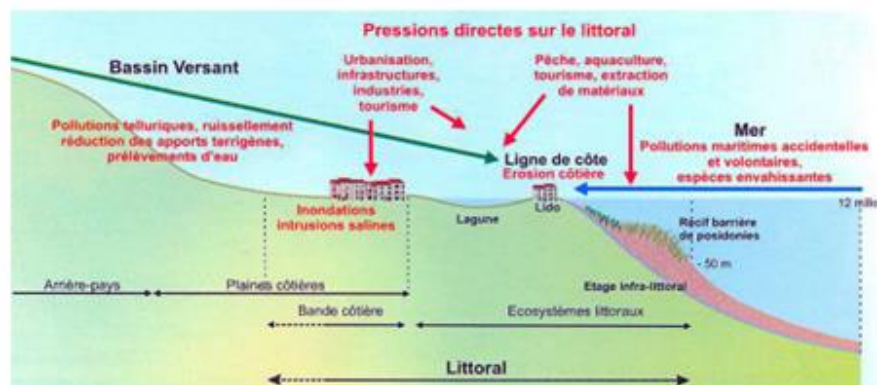 Pressions directes sur le littoral
Bassin Versant
Urbanisation,
infrastructures,
industries,
tourisme
Pêche, aquaculture,
tourisme, extraction
de matériaux
Pollutions telluriques, ruissellement
réduction des apports terrigènes,
prélèvements d'eau
Mer
Pollutions maritimes accidentelles
et volontaires,
espèces envahissantes
Ligne de côte
Erosion côtière
Inondations
intrusions salines
Lagune
Lido
12 
Récif barrière
de posidonies
- 50 m
Etage infra-littoral
Arrière-pays
Plaines côtières
Bande côtière
Ecosystèmes littoraux
Littoral